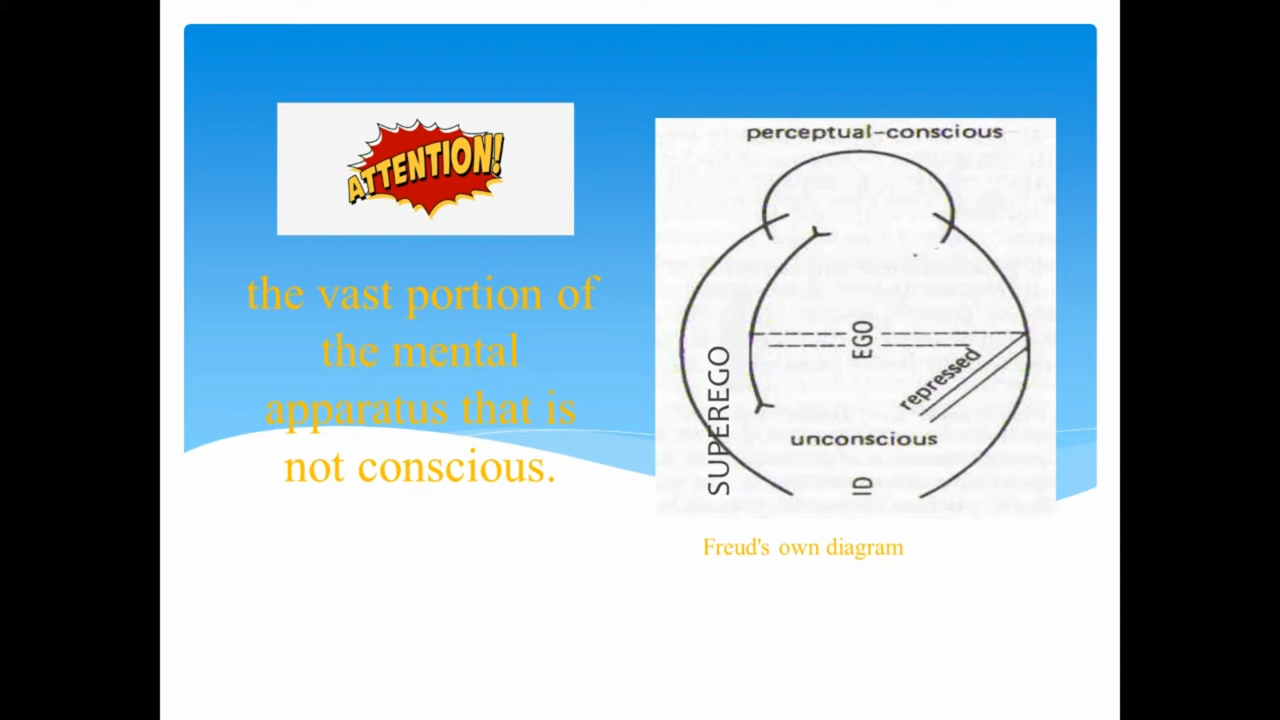 ATTENTION!
the vast portion of
the mental
apparatus that is
not conscious.
perceptual-conscious
EGO
repressed
SUPEREGO
unconscious
ID
Freud's own diagram